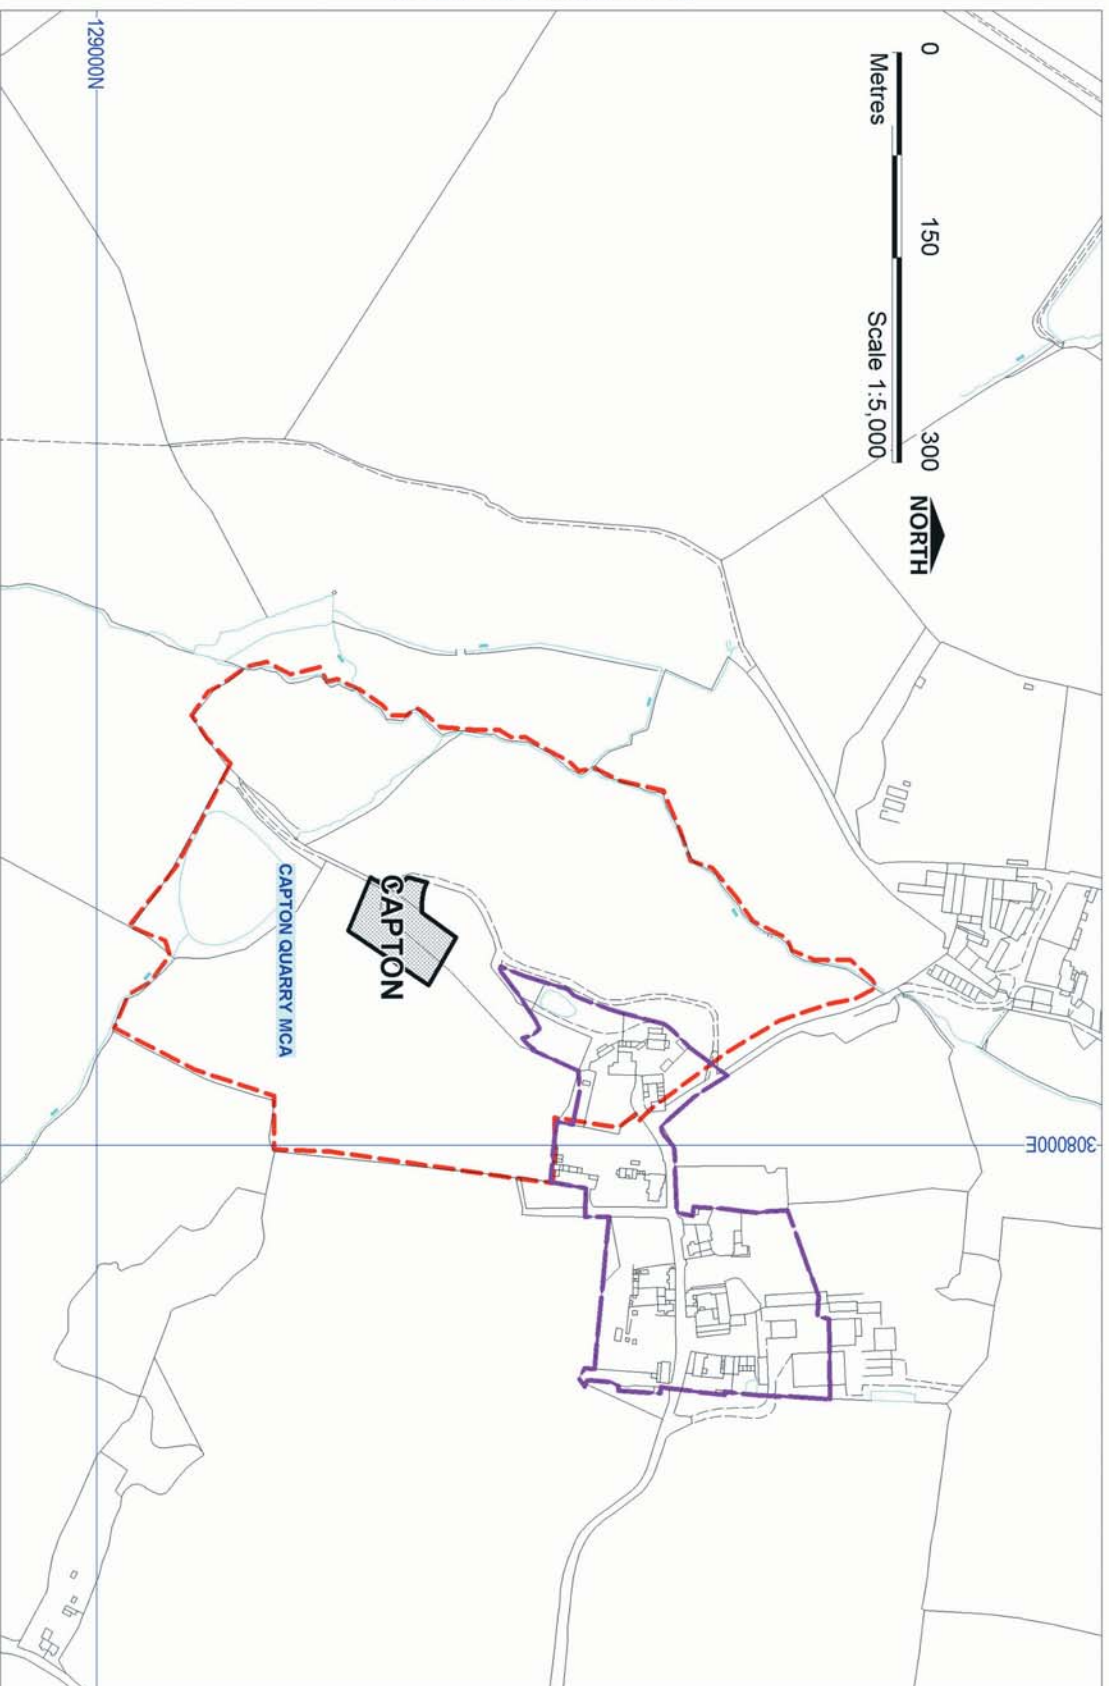 0 150 300
Metres Scale 1:5,000
NORTH
308000E
CAPTON
CAPTON QUARRY MCA
129000N